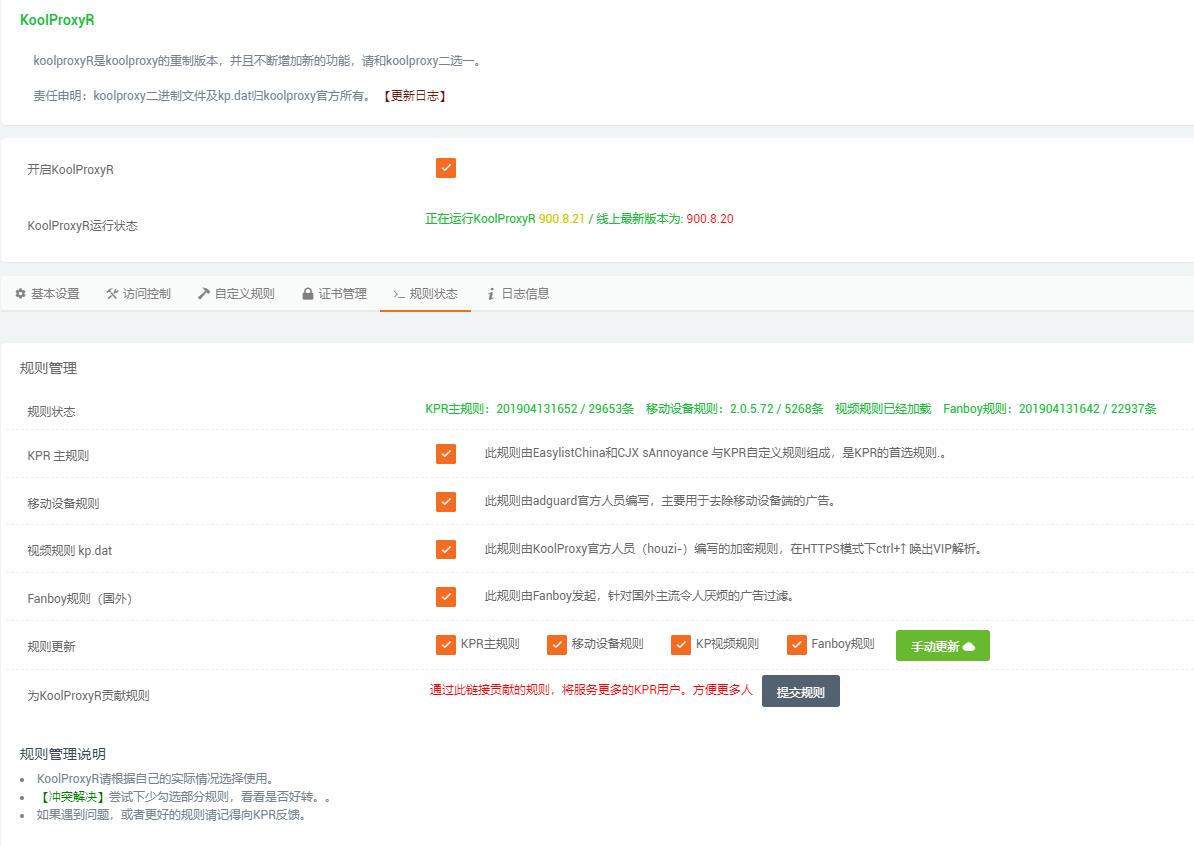 KoolProxyR
koolproxyR是koolproxy的重制版本，并且不断增加新的功能，请和koolproxy二选一。
责任申明：koolproxy二进制文件及kp.dat归koolproxy官方所有。 【更新日志】
开启KoolProxyR
KoolProxyR运行状态 正在运行KoolProxyR 900.8.21 / 线上最新版本为: 900.8.20
基本设置 访问控制 自定义规则 证书管理 规则状态 日志信息
规则管理
规则状态 KPR主规则：201904131652 / 29653条 移动设备规则：2.0.5.72 / 5268条 视频规则已经加载 Fanboy规则：201904131642 / 22937条
KPR 主规则 此规则由EasylistChina和CJX sAnnoyance 与KPR自定义规则组成，是KPR的首选规则.。
移动设备规则 此规则由adguard官方人员编写，主要用于去除移动设备端的广告。
视频规则 kp.dat 此规则由KoolProxy官方人员（houzi-）编写的加密规则，在HTTPS模式下ctrl+↑唤出VIP解析。
Fanboy规则（国外） 此规则由Fanboy发起，针对国外主流令人厌烦的广告过滤。
规则更新 KPR主规则 移动设备规则 KP视频规则 Fanboy规则 手动更新
为KoolProxyR贡献规则 通过此链接贡献的规则，将服务更多的KPR用户。方便更多人 提交规则
规则管理说明
• KoolProxyR请根据自己的实际情况选择使用。
• 【冲突解决】尝试下少勾选部分规则，看看是否好转。。
• 如果遇到问题，或者更好的规则请记得向KPR反馈。